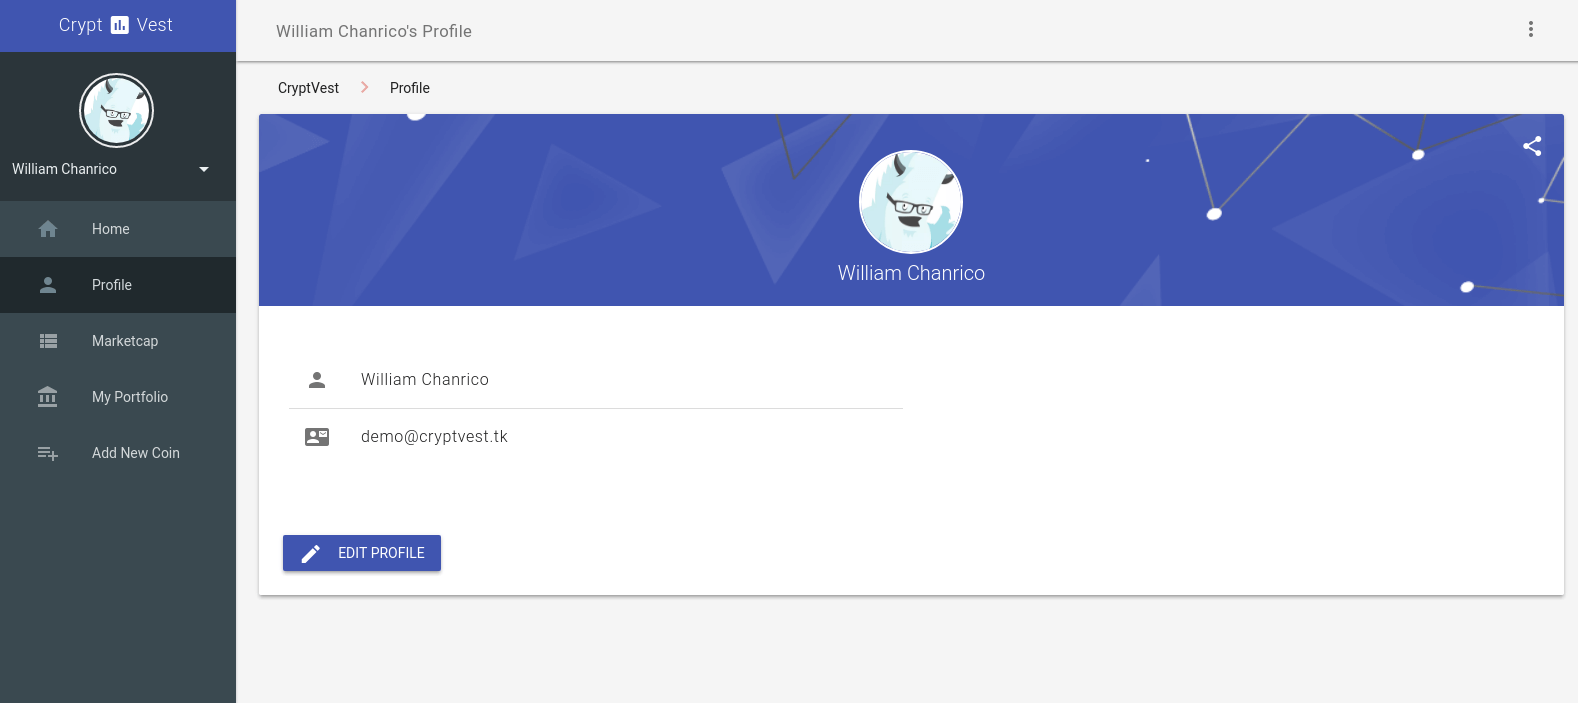 Crypt Vest
William Chanrico
Home
Profile
Marketcap
My Portfolio
Add New Coin
William Chanrico's Profile
CryptVest
Profile
William Chanrico
William Chanrico
demo@cryptvest.tk
EDIT PROFILE